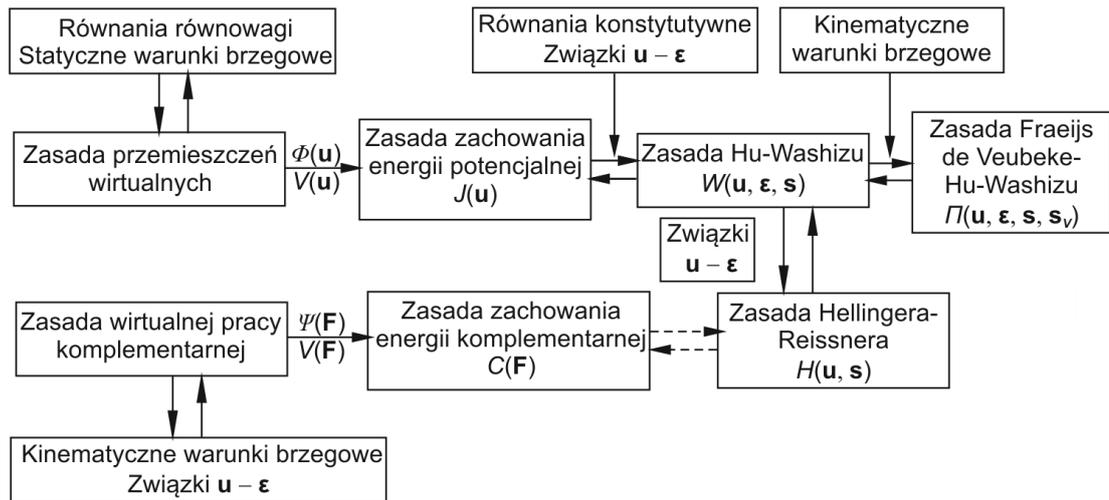 Równania równowagi
Statyczne warunki brzegowe
Równania konstytutywne
Związki u – ε
Kinematyczne
warunki brzegowe
Zasada przemieszczeń
wirtualnych
Φ(u)
V(u)
Zasada zachowania
energii potencjalnej
J(u)
Zasada Hu-Washizu
W(u, ε, s)
Zasada Fraeijs
de Veubeke-
Hu-Washizu
Π(u, ε, s, sᵥ)
Związki
u – ε
Zasada wirtualnej pracy
komplementarnej
Ψ(F)
V(F)
Zasada zachowania
energii komplementarnej
C(F)
Zasada Hellingera-
Reissnera
H(u, s)
Kinematyczne warunki brzegowe
Związki u – ε